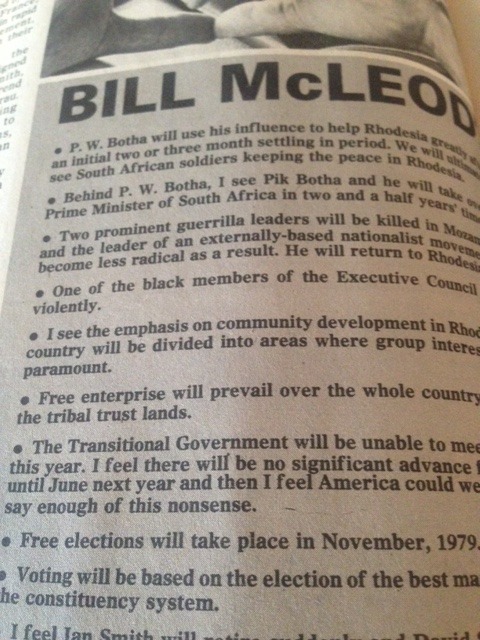 BILL McLEOD
• P. W. Botha will use his influence to help Rhodesia greatly
an initial two or three month settling in period. We will
see South African soldiers keeping the peace in Rhodesia.
• Behind P. W. Botha, I see Pik Botha and he will take
Prime Minister of South Africa in two and a half years'
• Two prominent guerrilla leaders will be killed in
and the leader of an externally-based nationalist
become less radical as a result. He will return to
• One of the black members of the Executive Council
violently.
• I see the emphasis on community development in
country will be divided into areas where group
paramount.
• Free enterprise will prevail over the whole country
the tribal trust lands.
• The Transitional Government will be unable to
this year. I feel there will be no significant advance
until June next year and then I feel America could
say enough of this nonsense.
• Free elections will take place in November, 1979.
• Voting will be based on the election of the best
he constituency system.
I feel Ian Smith will